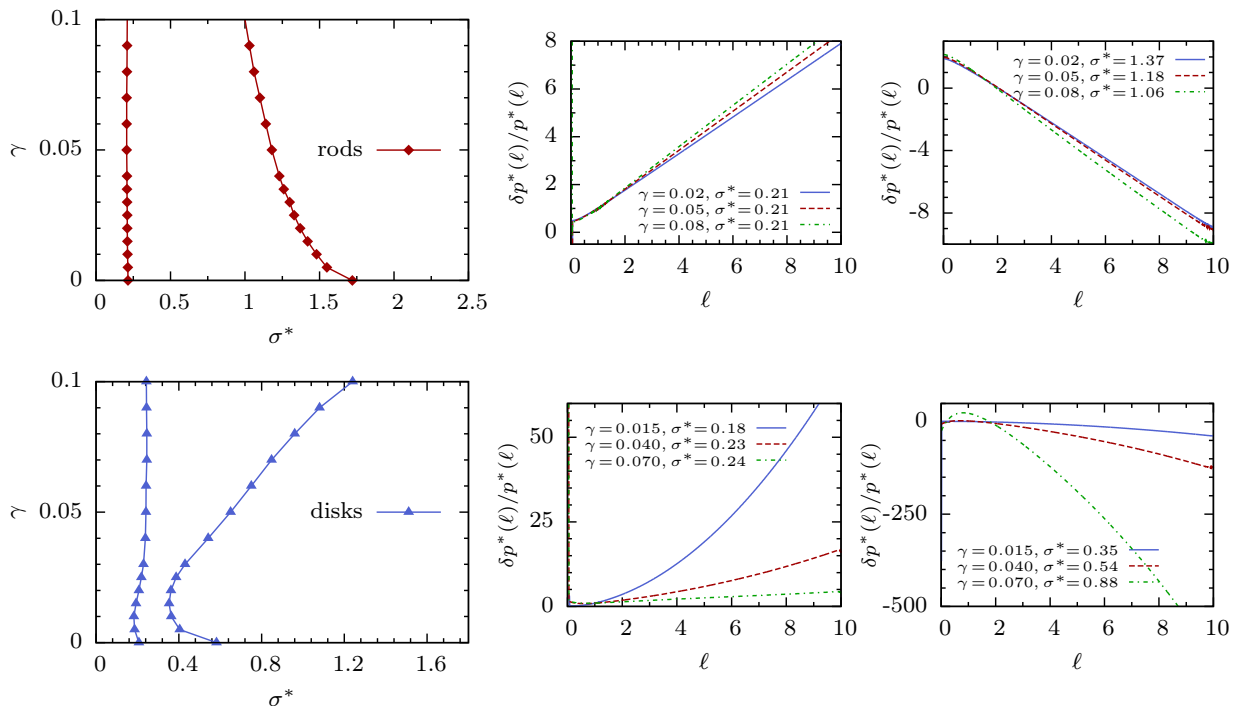 0.1
0.05
0
γ
rods
0 0.5 1 1.5 2 2.5
σ*
8
6
4
2
0
δp*(ℓ)/p*(ℓ)
γ=0.02, σ*=0.21
γ=0.05, σ*=0.21
γ=0.08, σ*=0.21
0 2 4 6 8 10
ℓ
0
-4
-8
δp*(ℓ)/p*(ℓ)
γ=0.02, σ*=1.37
γ=0.05, σ*=1.18
γ=0.08, σ*=1.06
0 2 4 6 8 10
ℓ
0.1
0.05
0
γ
disks
0 0.4 0.8 1.2 1.6
σ*
50
25
0
δp*(ℓ)/p*(ℓ)
γ=0.015, σ*=0.18
γ=0.040, σ*=0.23
γ=0.070, σ*=0.24
0 2 4 6 8 10
ℓ
0
-250
-500
δp*(ℓ)/p*(ℓ)
γ=0.015, σ*=0.35
γ=0.040, σ*=0.54
γ=0.070, σ*=0.88
0 2 4 6 8 10
ℓ